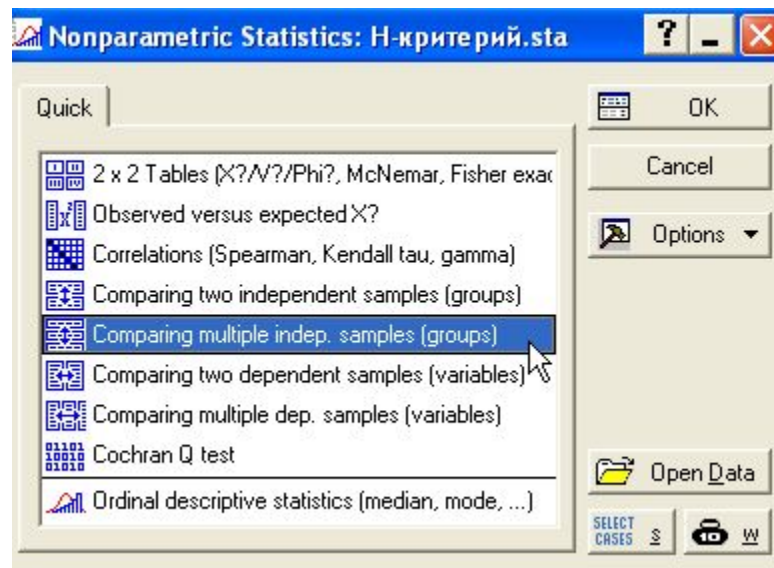 Nonparametric Statistics: Н-критерий.sta
Quick
2 x 2 Tables (X?/V?/Phi?, McNemar, Fisher exac
Observed versus expected X?
Correlations (Spearman, Kendall tau, gamma)
Comparing two independent samples (groups)
Comparing multiple indep. samples (groups)
Comparing two dependent samples (variables)
Comparing multiple dep. samples (variables)
Cochran Q test
Ordinal descriptive statistics (median, mode, ...)
OK
Cancel
Options
Open Data
SELECT CASES S
W